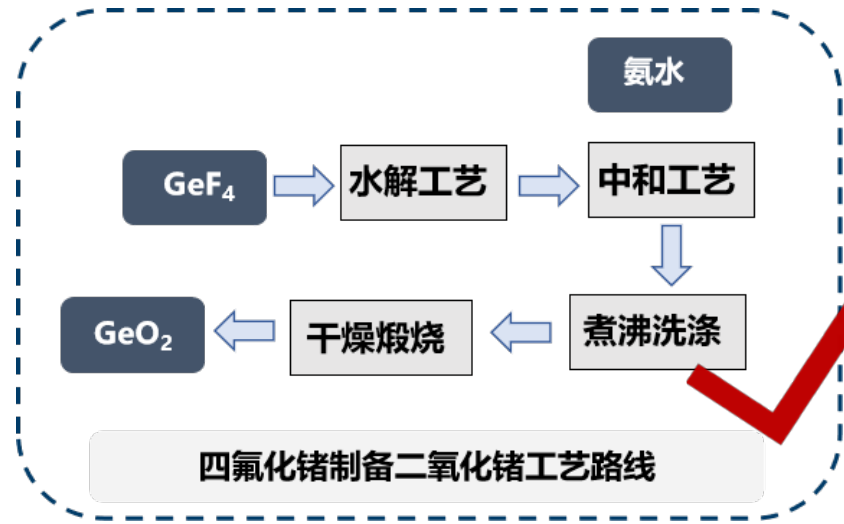 氨水
GeF₄
水解工艺
中和工艺
GeO₂
干燥煅烧
煮沸洗涤
四氟化锗制备二氧化锗工艺路线